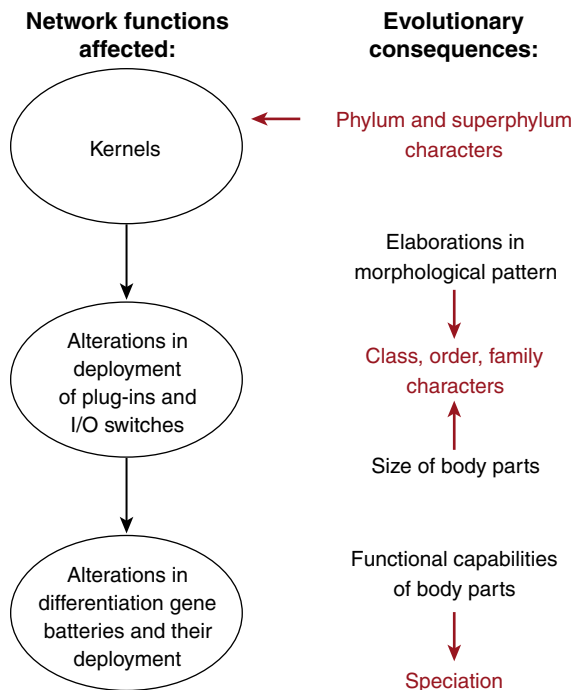 Network functions
affected:
Kernels
Alterations in
deployment
of plug-ins and
I/O switches
Alterations in
differentiation gene
batteries and their
deployment
Evolutionary
consequences:
Phylum and superphylum
characters
Elaborations in
morphological pattern
Class, order, family
characters
Size of body parts
Functional capabilities
of body parts
Speciation